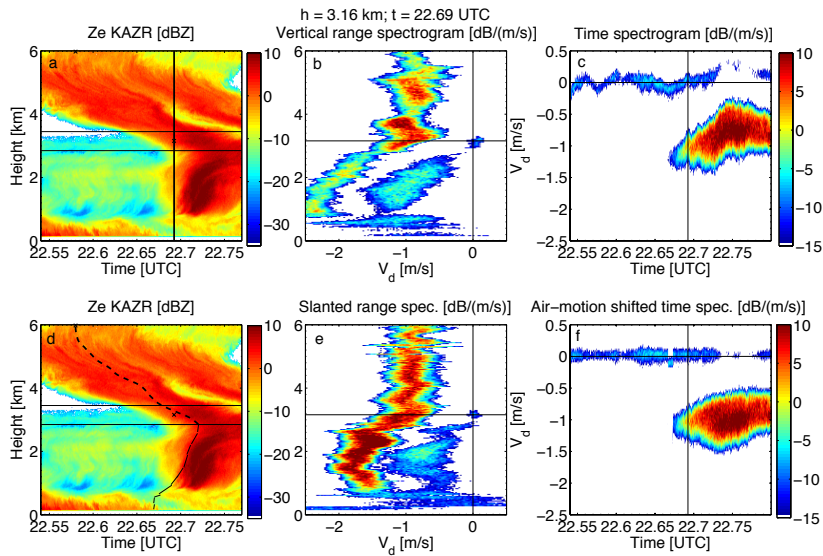 h = 3.16 km; t = 22.69 UTC
Ze KAZR [dBZ]
Vertical range spectrogram [dB/(m/s)]
Time spectrogram [dB/(m/s)]
a
b
c
Height [km]
6
4
2
0
22.55 22.6 22.65 22.7 22.75
Time [UTC]
10
0
−10
−20
−30
6
4
2
0
−2 −1 0
V_d [m/s]
V_d [m/s]
0.5
0
−0.5
−1
−1.5
−2
−2.5
22.55 22.6 22.65 22.7 22.75
Time [UTC]
10
5
0
−5
−10
−15
Ze KAZR [dBZ]
Slanted range spec. [dB/(m/s)]
Air−motion shifted time spec. [dB/(m/s)]
d
e
f
Height [km]
6
4
2
0
22.55 22.6 22.65 22.7 22.75
Time [UTC]
10
0
−10
−20
−30
6
4
2
0
−2 −1 0
V_d [m/s]
V_d [m/s]
0.5
0
−0.5
−1
−1.5
−2
−2.5
22.55 22.6 22.65 22.7 22.75
Time [UTC]
10
5
0
−5
−10
−15